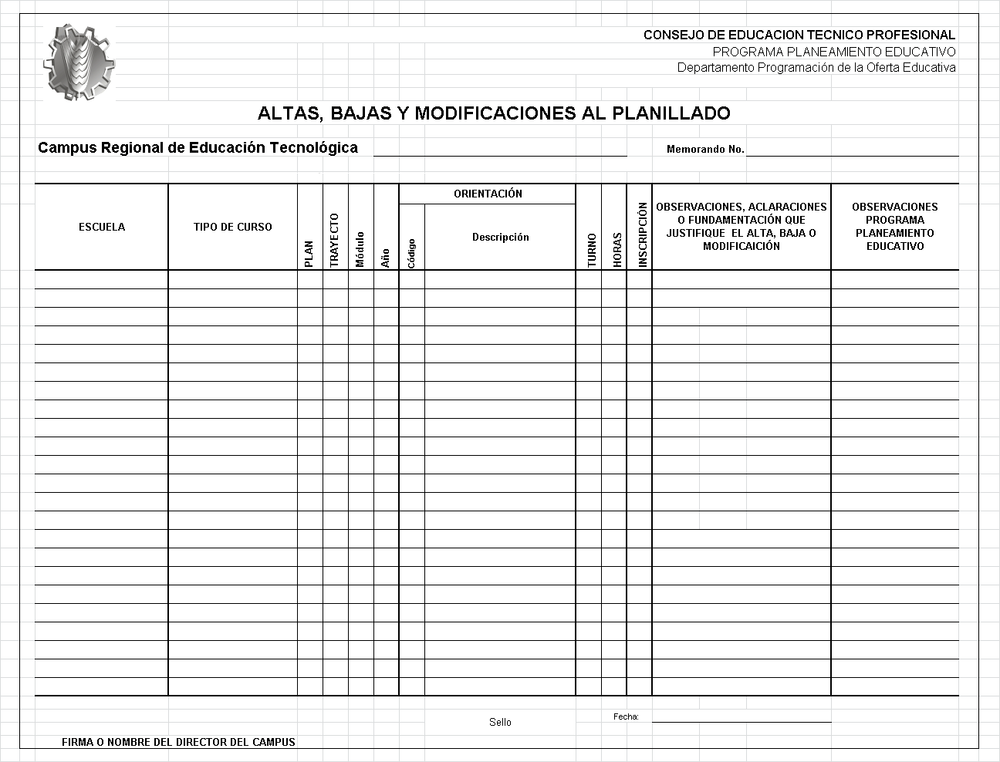 CONSEJO DE EDUCACION TECNICO PROFESIONAL
PROGRAMA PLANEAMIENTO EDUCATIVO
Departamento Programación de la Oferta Educativa
ALTAS, BAJAS Y MODIFICACIONES AL PLANILLADO
Campus Regional de Educación Tecnológica
Memorando No.
ESCUELA
TIPO DE CURSO
PLAN
TRAYECTO
Módulo
Año
ORIENTACIÓN
Código
Descripción
TURNO
HORAS
INSCRIPCIÓN
OBSERVACIONES, ACLARACIONES
O FUNDAMENTACIÓN QUE
JUSTIFIQUE EL ALTA, BAJA O
MODIFICAICIÓN
OBSERVACIONES
PROGRAMA
PLANEAMIENTO
EDUCATIVO
Fecha:
Sello
FIRMA O NOMBRE DEL DIRECTOR DEL CAMPUS